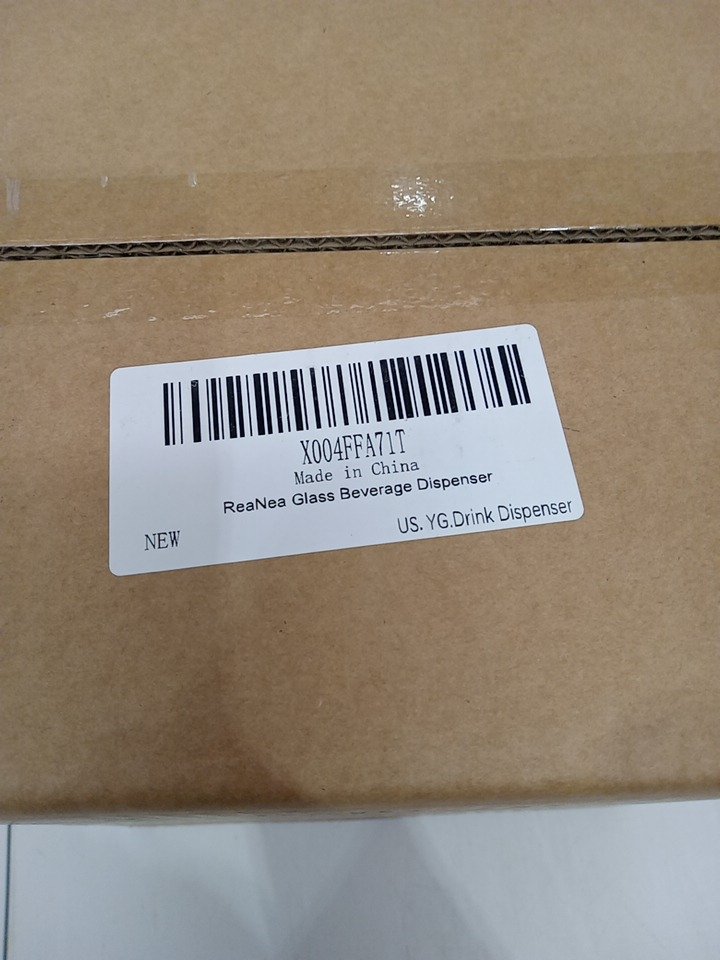 X004FFA71T
Made in China
ReaNea Glass Beverage Dispenser
NEW
US. YG.Drink Dispenser